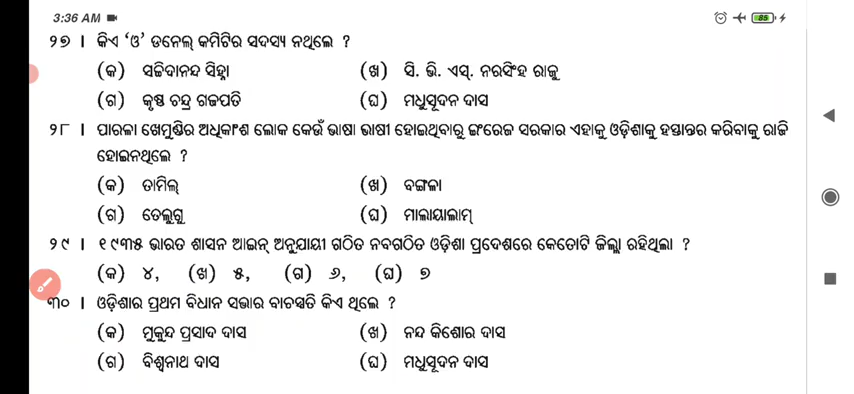 3:36 AM
85
୨୭ । କିଏ ‘ଓ’ ଡନେଲ୍ କମିଟିର ସଦସ୍ୟ ନଥିଲେ ?
(କ) ସଚ୍ଚିଦାନନ୍ଦ ସିହ୍ନା (ଖ) ସି. ଭି. ଏସ୍. ନରସିଂହ ରାଜୁ
(ଗ) କୃଷ୍ଣ ଚନ୍ଦ୍ର ଗଜପତି (ଘ) ମଧୁସୂଦନ ଦାସ
୨୮ । ପାରଳା ଖେମୁଣ୍ଡିର ଅଧିକାଂଶ ଲୋକ କେଉଁ ଭାଷା ଭାଷୀ ହୋଇଥିବାରୁ ଇଂରେଜ ସରକାର ଏହାକୁ ଓଡ଼ିଶାକୁ ହସ୍ତାନ୍ତର କରିବାକୁ ରାଜି
ହୋଇନଥିଲେ ?
(କ) ତାମିଲ୍ (ଖ) ବଙ୍ଗଳା
(ଗ) ତେଲୁଗୁ (ଘ) ମାଲାୟାଲାମ୍
୨୯ । ୧୯୩୫ ଭାରତ ଶାସନ ଆଇନ୍ ଅନୁଯାୟୀ ଗଠିତ ନବଗଠିତ ଓଡ଼ିଶା ପ୍ରଦେଶରେ କେତୋଟି ଜିଲ୍ଲା ରହିଥିଲା ?
(କ) ୪, (ଖ) ୫, (ଗ) ୬, (ଘ) ୭
୩୦ । ଓଡ଼ିଶାର ପ୍ରଥମ ବିଧାନ ସଭାର ବାଚସ୍ପତି କିଏ ଥିଲେ ?
(କ) ମୁକୁନ୍ଦ ପ୍ରସାଦ ଦାସ (ଖ) ନନ୍ଦ କିଶୋର ଦାସ
(ଗ) ବିଶ୍ୱନାଥ ଦାସ (ଘ) ମଧୁସୂଦନ ଦାସ